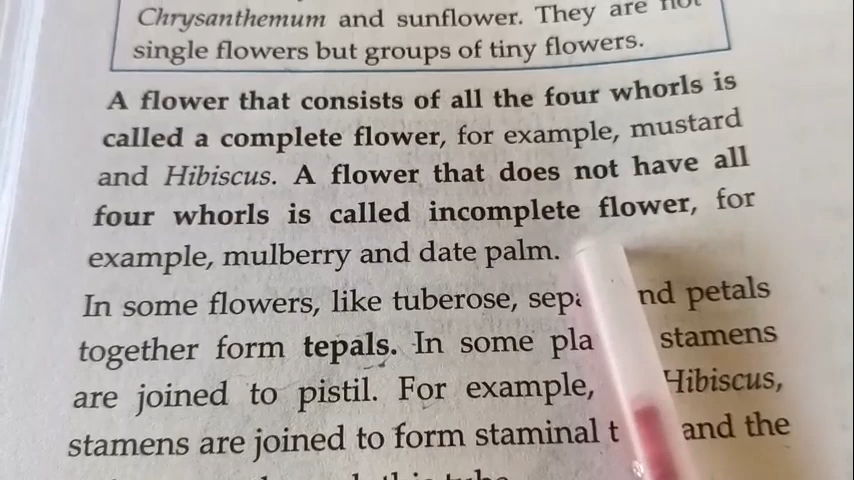 Chrysanthemum and sunflower. They are not
single flowers but groups of tiny flowers.
A flower that consists of all the four whorls is
called a complete flower, for example, mustard
and Hibiscus. A flower that does not have all
four whorls is called incomplete flower, for
example, mulberry and date palm.
In some flowers, like tuberose, petals
together form tepals. In some stamens
are joined to pistil. For example, Hibiscus,
stamens are joined to form staminal and the